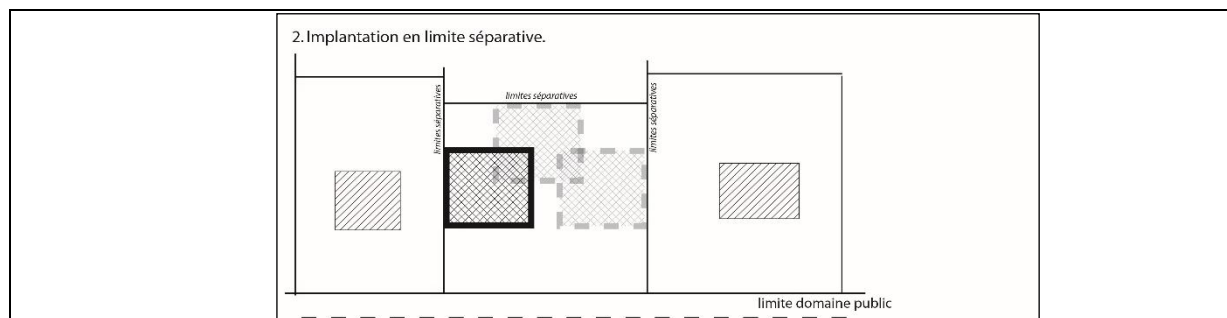 2. Implantation en limite séparative.
limites séparatives
limites séparatives
limites séparatives
limite domaine public